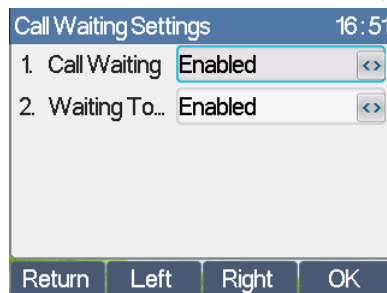 Call Waiting Settings 16:51
1. Call Waiting Enabled
2. Waiting To... Enabled
Return Left Right OK